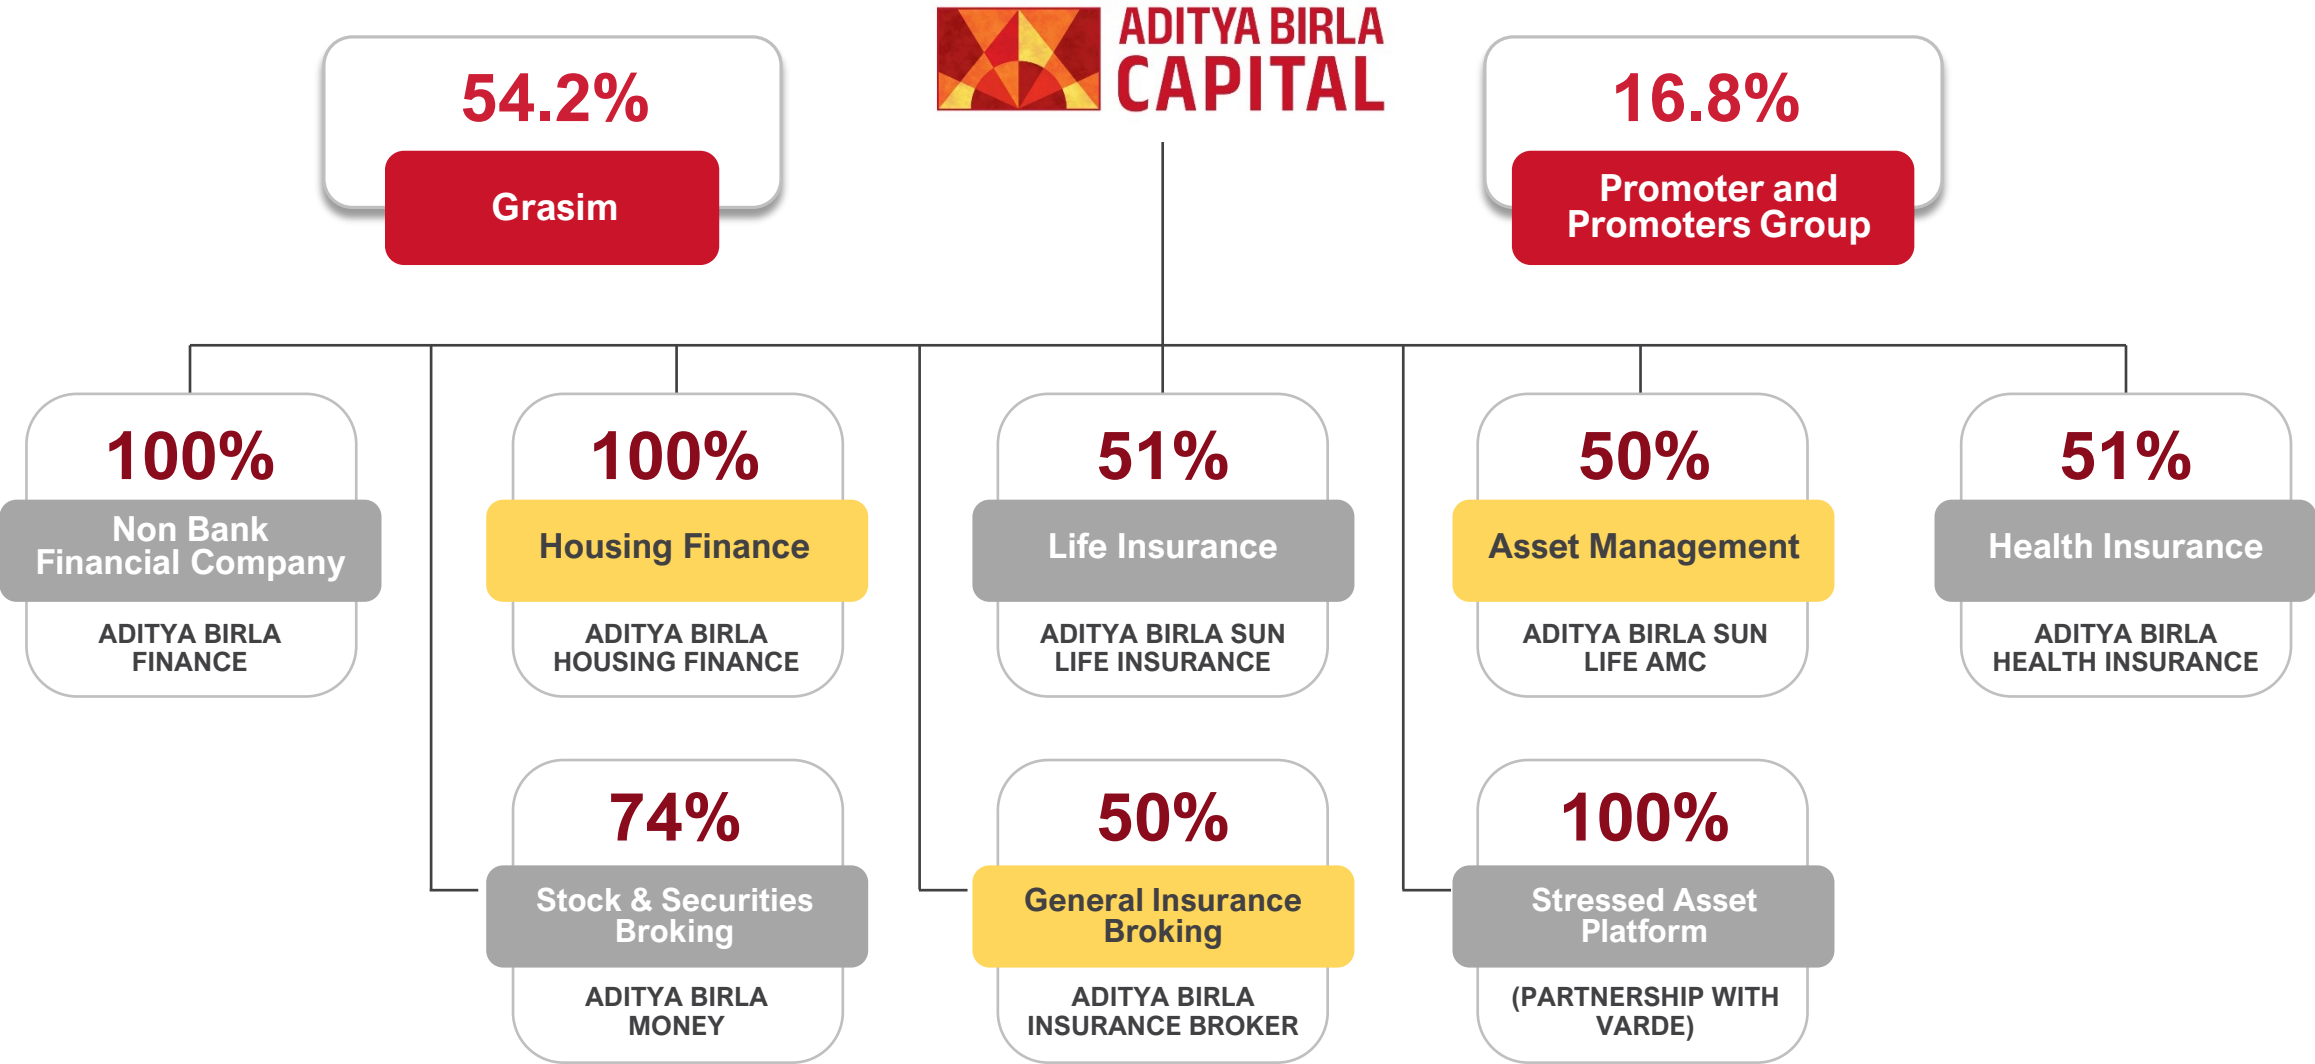 ADITYA BIRLA
CAPITAL
54.2%
Grasim
16.8%
Promoter and
Promoters Group
100%
Non Bank
Financial Company
ADITYA BIRLA
FINANCE
100%
Housing Finance
ADITYA BIRLA
HOUSING FINANCE
51%
Life Insurance
ADITYA BIRLA SUN
LIFE INSURANCE
50%
Asset Management
ADITYA BIRLA SUN
LIFE AMC
51%
Health Insurance
ADITYA BIRLA
HEALTH INSURANCE
74%
Stock & Securities
Broking
ADITYA BIRLA
MONEY
50%
General Insurance
Broking
ADITYA BIRLA
INSURANCE BROKER
100%
Stressed Asset
Platform
(PARTNERSHIP WITH
VARDE)